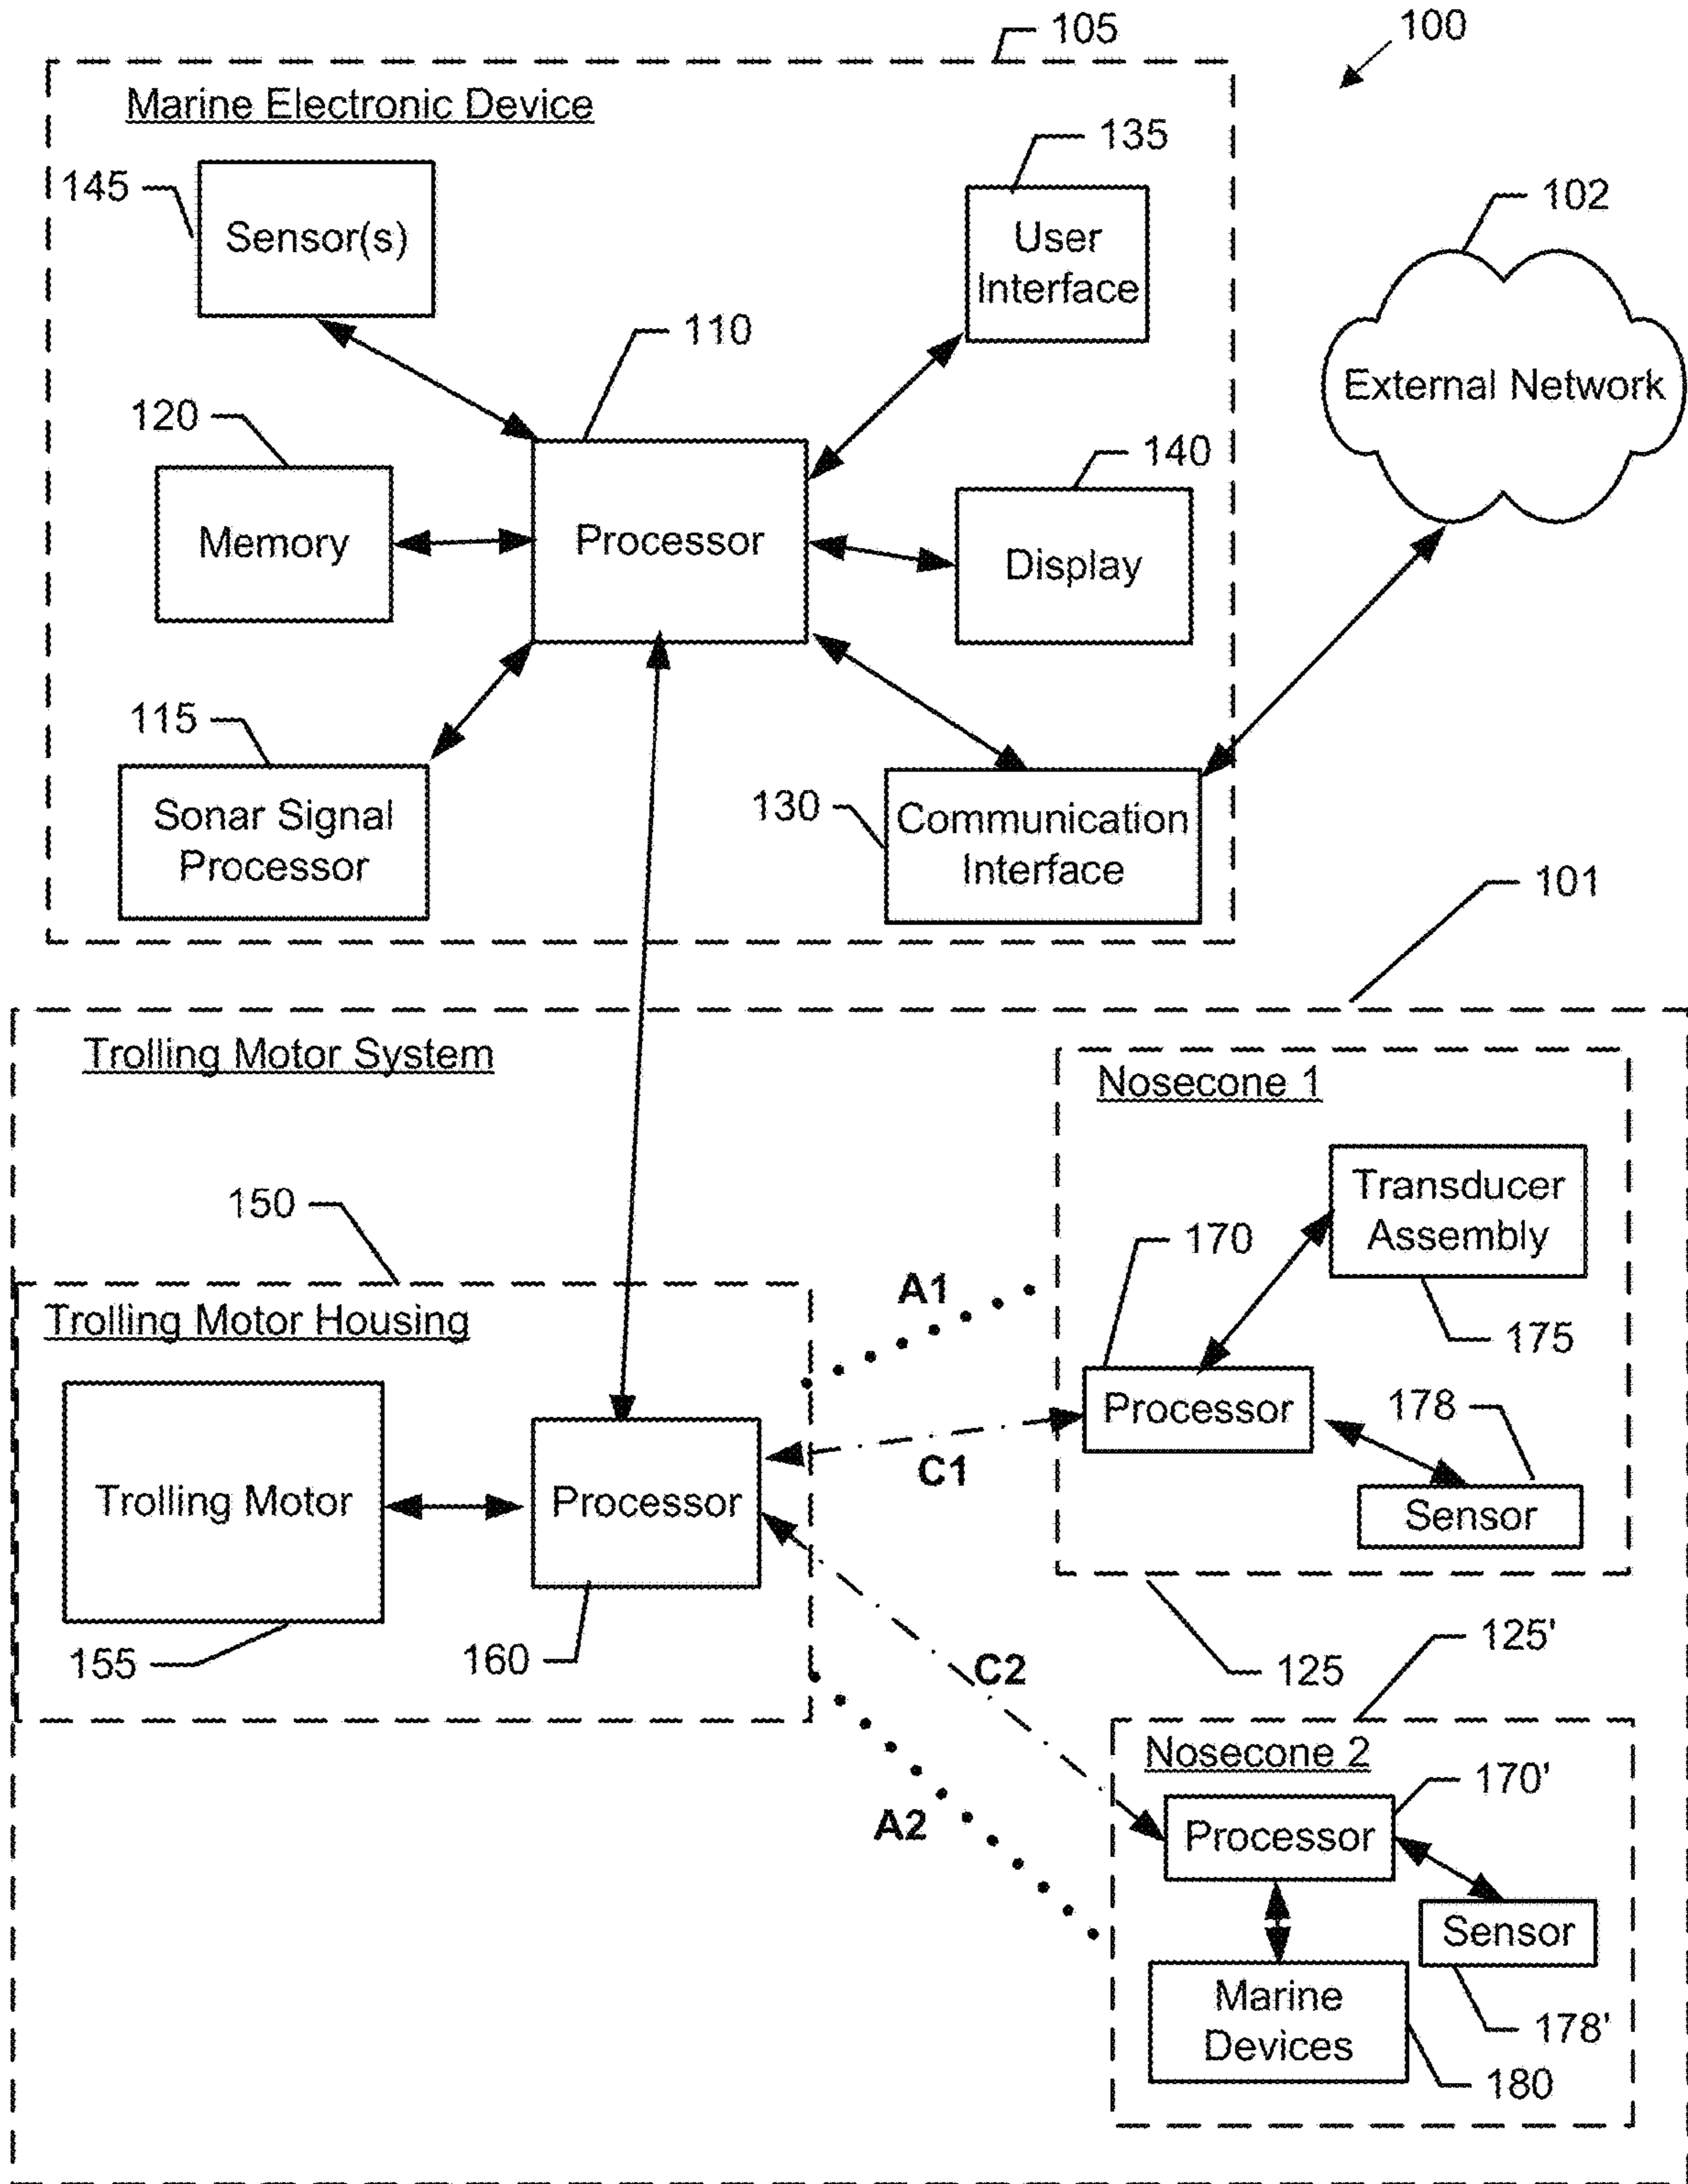 105
100
Marine Electronic Device
135
145
Sensor(s)
User
Interface
102
110
External Network
120
140
Memory
Processor
Display
115
Sonar Signal
Processor
130
Communication
Interface
101
Trolling Motor System
Nosecone 1
Transducer
Assembly
150
170
A1
Trolling Motor Housing
175
Processor
178
C1
Trolling Motor
Processor
Sensor
155
160
C2
125
125'
Nosecone 2
170'
A2
Processor
Sensor
Marine
Devices
178'
180